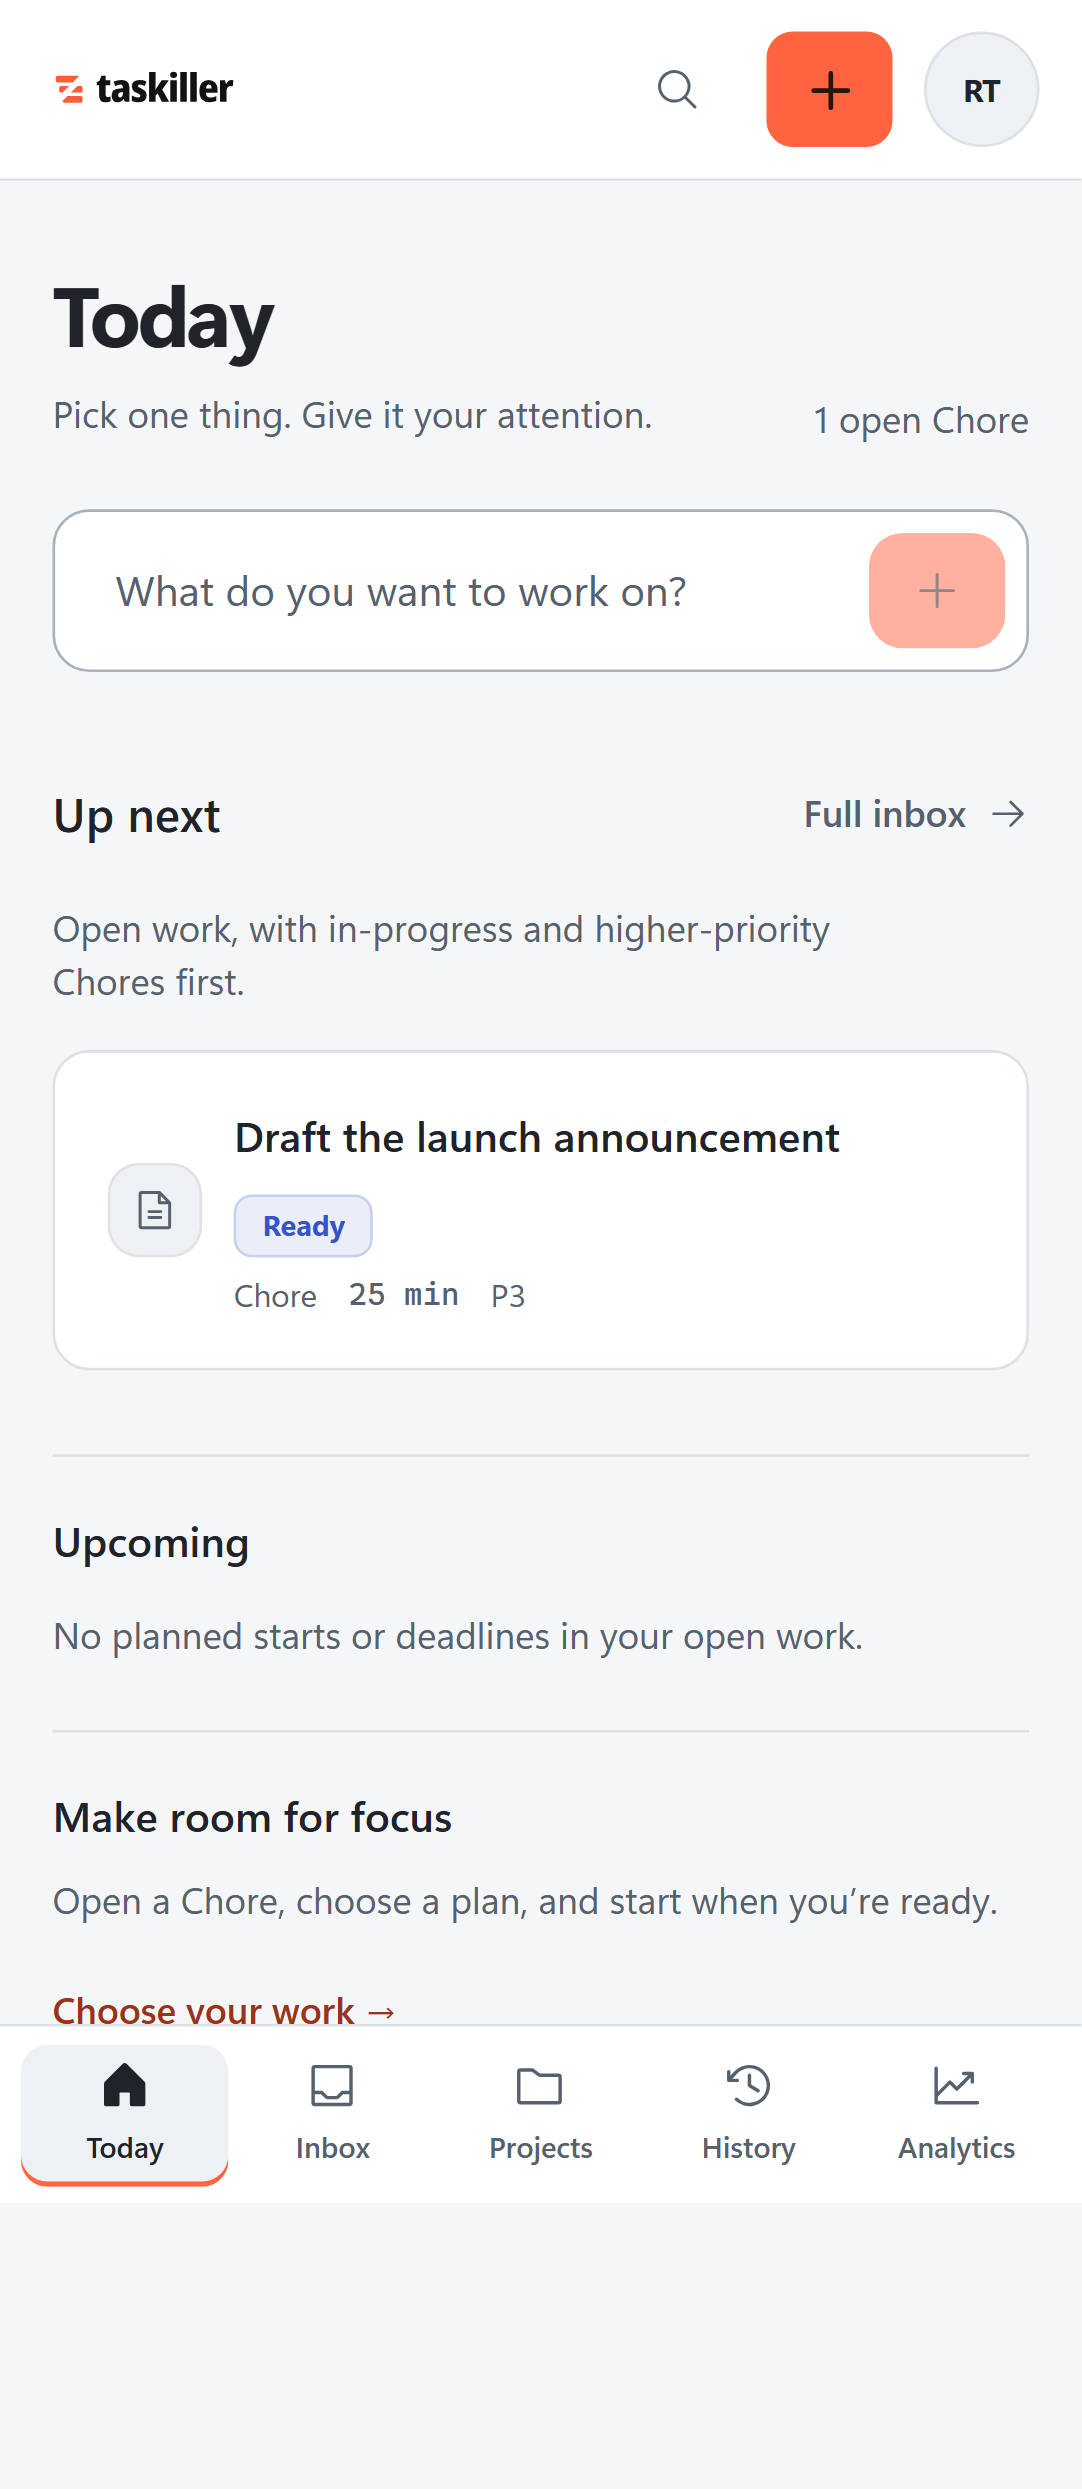 taskiller
RT
Today
Pick one thing. Give it your attention.
1 open Chore
What do you want to work on?
Up next
Full inbox →
Open work, with in-progress and higher-priority
Chores first.
Draft the launch announcement
Ready
Chore 25 min P3
Upcoming
No planned starts or deadlines in your open work.
Make room for focus
Open a Chore, choose a plan, and start when you’re ready.
Choose your work →
Today Inbox Projects History Analytics